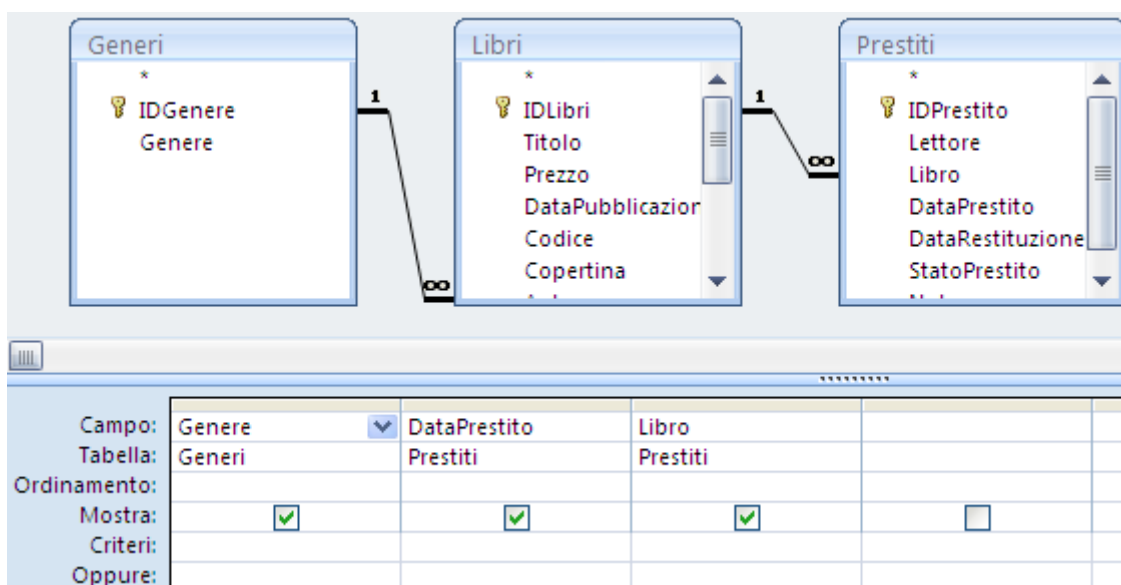 Generi
*
IDGenere
Genere
1
∞
Libri
*
IDLibri
Titolo
Prezzo
DataPubblicazion
Codice
Copertina
1
∞
Prestiti
*
IDPrestito
Lettore
Libro
DataPrestito
DataRestituzione
StatoPrestito
Campo: Genere DataPrestito Libro
Tabella: Generi Prestiti Prestiti
Ordinamento:
Mostra:
Criteri:
Oppure: